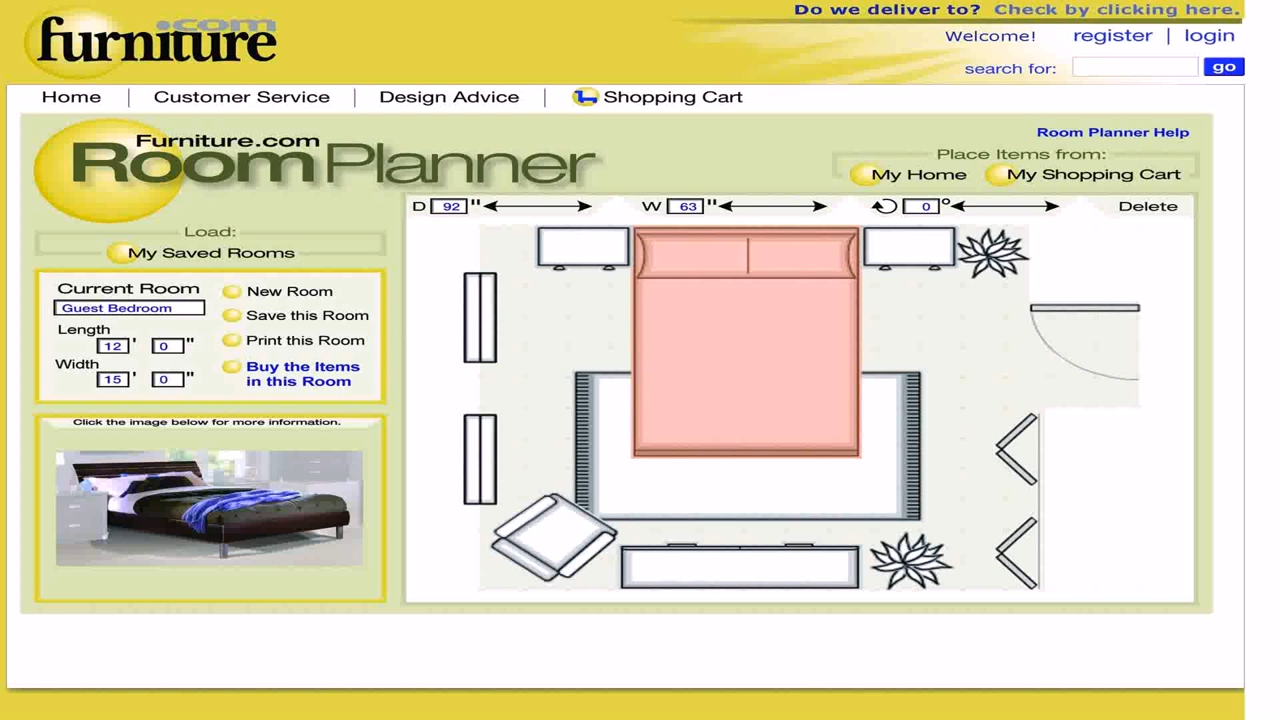 Do we deliver to? Check by clicking here.
.com
furniture
Welcome! register | login
search for: go
Home | Customer Service | Design Advice | Shopping Cart
Furniture.com
Room Planner
Room Planner Help
Place Items from:
My Home My Shopping Cart
D 92 " W 63 " 0 ° Delete
Load:
My Saved Rooms
Current Room
Guest Bedroom
Length
12 ' 0 "
Width
15 ' 0 "
New Room
Save this Room
Print this Room
Buy the Items
in this Room
Click the image below for more information.